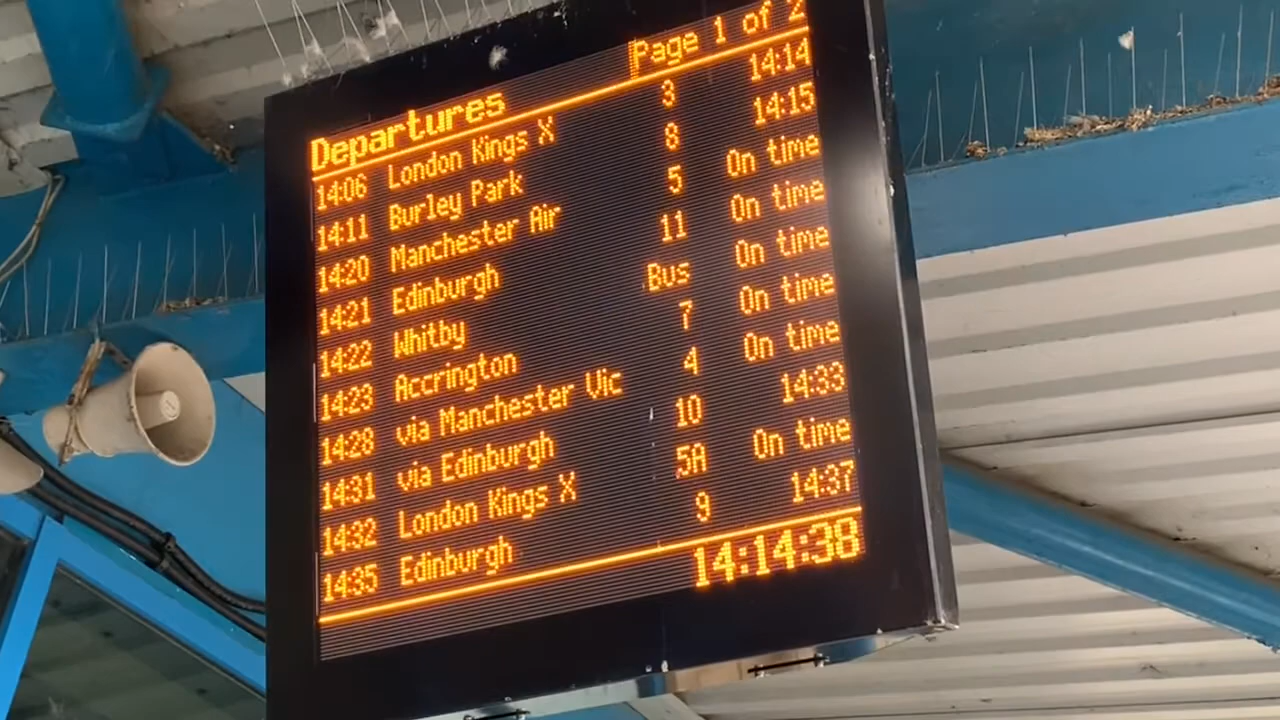 Page 1 of 2
Departures
14:06 London Kings X 3 14:14
14:11 Burley Park 8 14:15
14:20 Manchester Air 5 On time
14:21 Edinburgh 11 On time
14:22 Whitby Bus On time
14:23 Accrington 7 On time
14:28 via Manchester Vic 4 On time
14:31 via Edinburgh 10 14:33
14:32 London Kings X 5A On time
14:35 Edinburgh 9 14:37
14:14:38